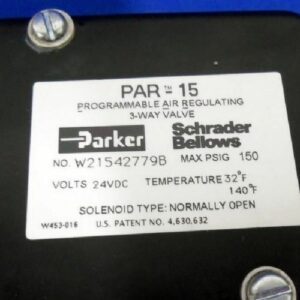 PAR™-15
PROGRAMMABLE AIR REGULATING
3-WAY VALVE
Parker Schrader Bellows
NO. W21542779B MAX PSIG 150
VOLTS 24VDC TEMPERATURE 32°F
140°F
SOLENOID TYPE: NORMALLY OPEN
W453-016 U.S. PATENT NO. 4,630,632